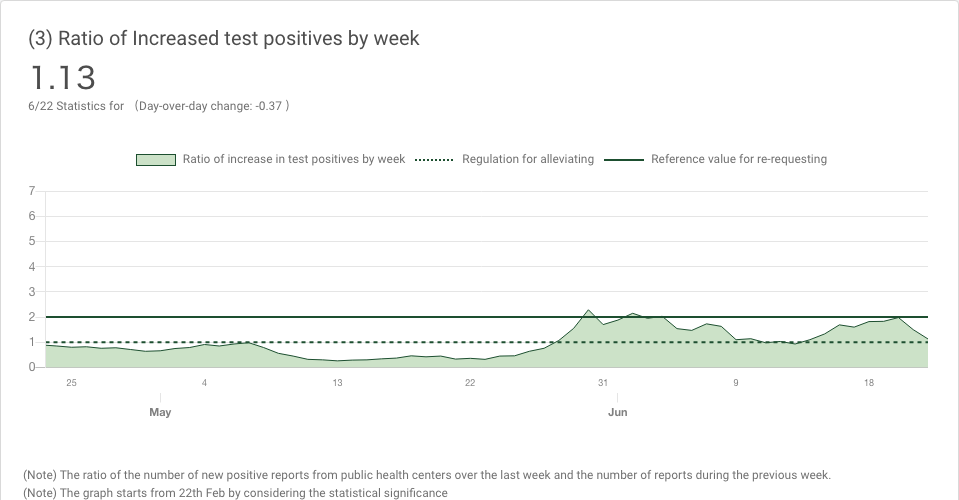 (3) Ratio of Increased test positives by week
1.13
6/22 Statistics for （Day-over-day change: -0.37 ）
Ratio of increase in test positives by week Regulation for alleviating Reference value for re-requesting
7
6
5
4
3
2
1
0
25 4 13 22 31 9 18
May Jun
(Note) The ratio of the number of new positive reports from public health centers over the last week and the number of reports during the previous week.
(Note) The graph starts from 22th Feb by considering the statistical significance